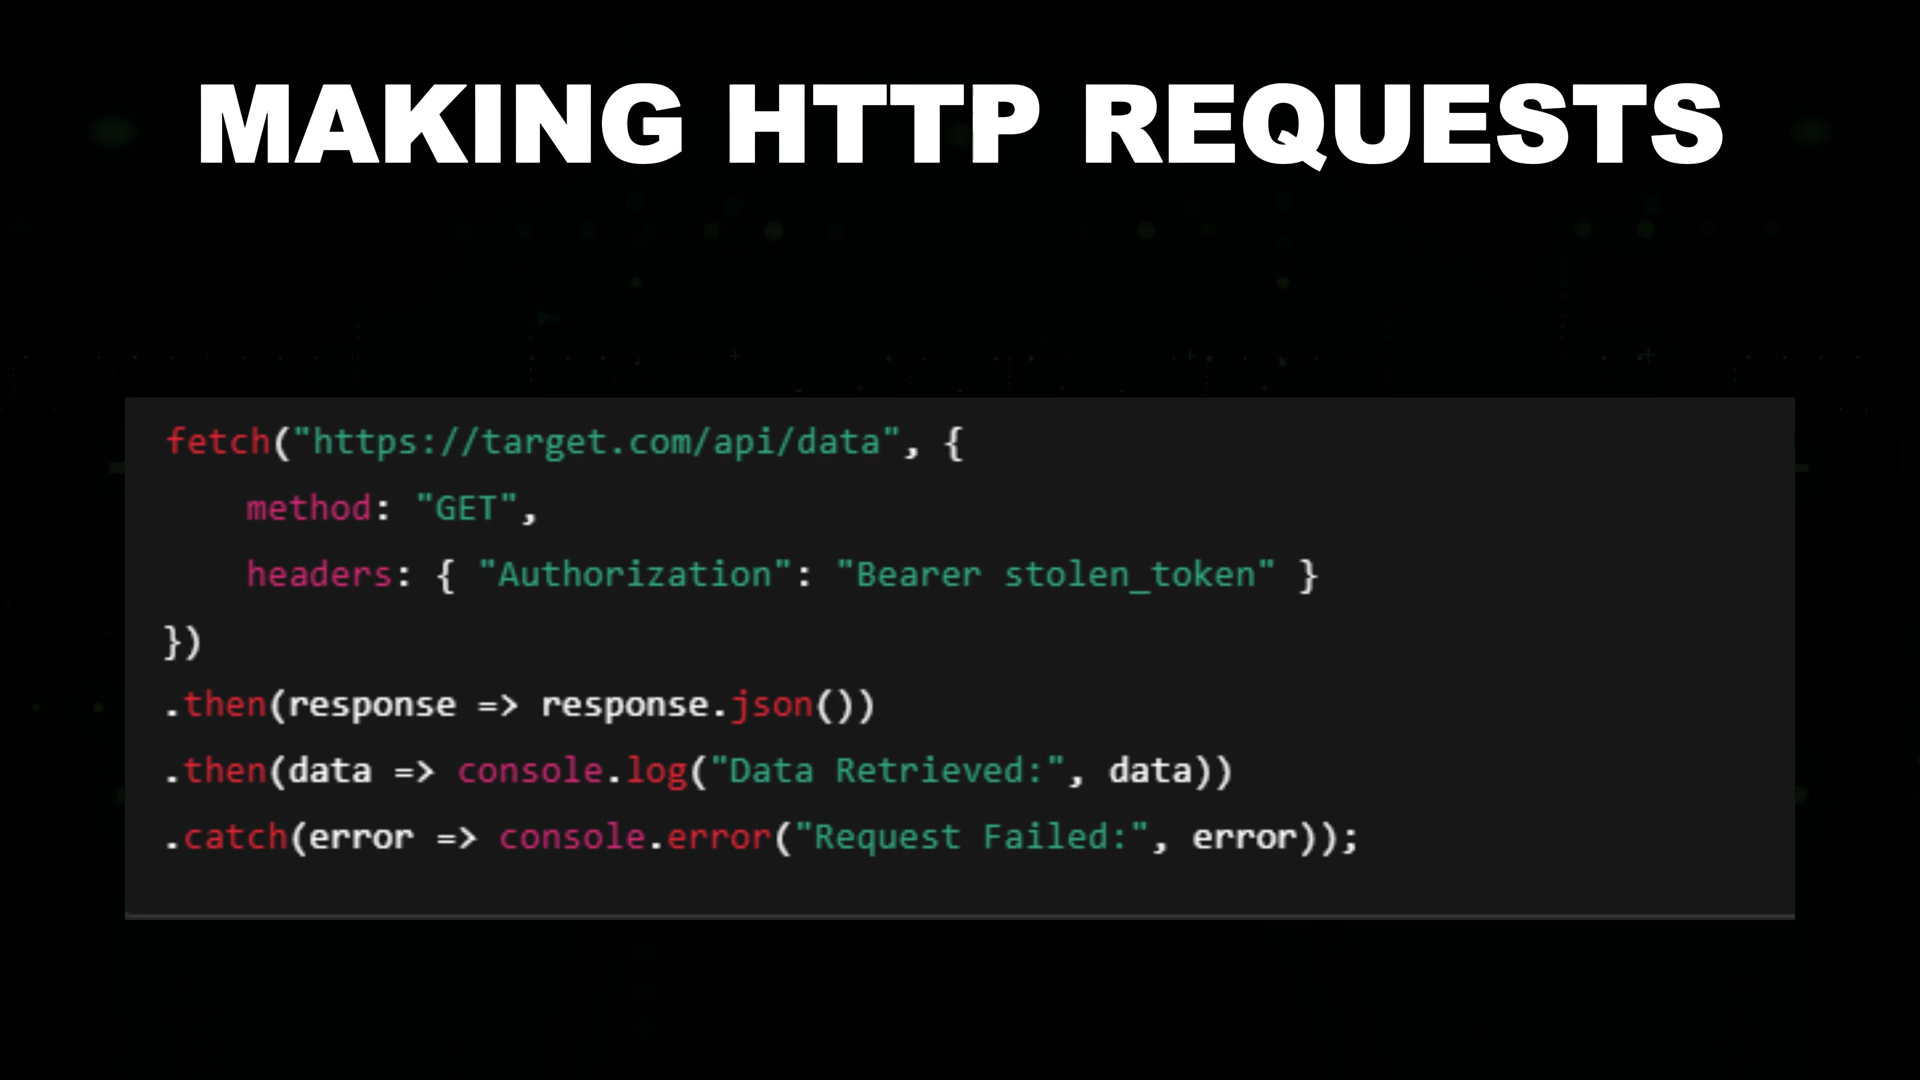 MAKING HTTP REQUESTS
fetch("https://target.com/api/data", {
    method: "GET",
    headers: { "Authorization": "Bearer stolen_token" }
})
.then(response => response.json())
.then(data => console.log("Data Retrieved:", data))
.catch(error => console.error("Request Failed:", error));